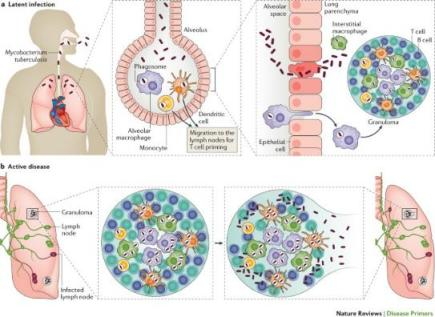 a Latent infection
Mycobacterium
tuberculosis
Alveolus
Phagosome
Dendritic
cell
Alveolar
macrophage
Monocyte
Migration to the
lymph nodes for
T cell priming
Alveolar
space
Lung
parenchyma
Interstitial
macrophage
T cell
B cell
Granuloma
Epithelial
cell
b Active disease
Granuloma
Lymph
node
Infected
lymph node
Nature Reviews | Disease Primers